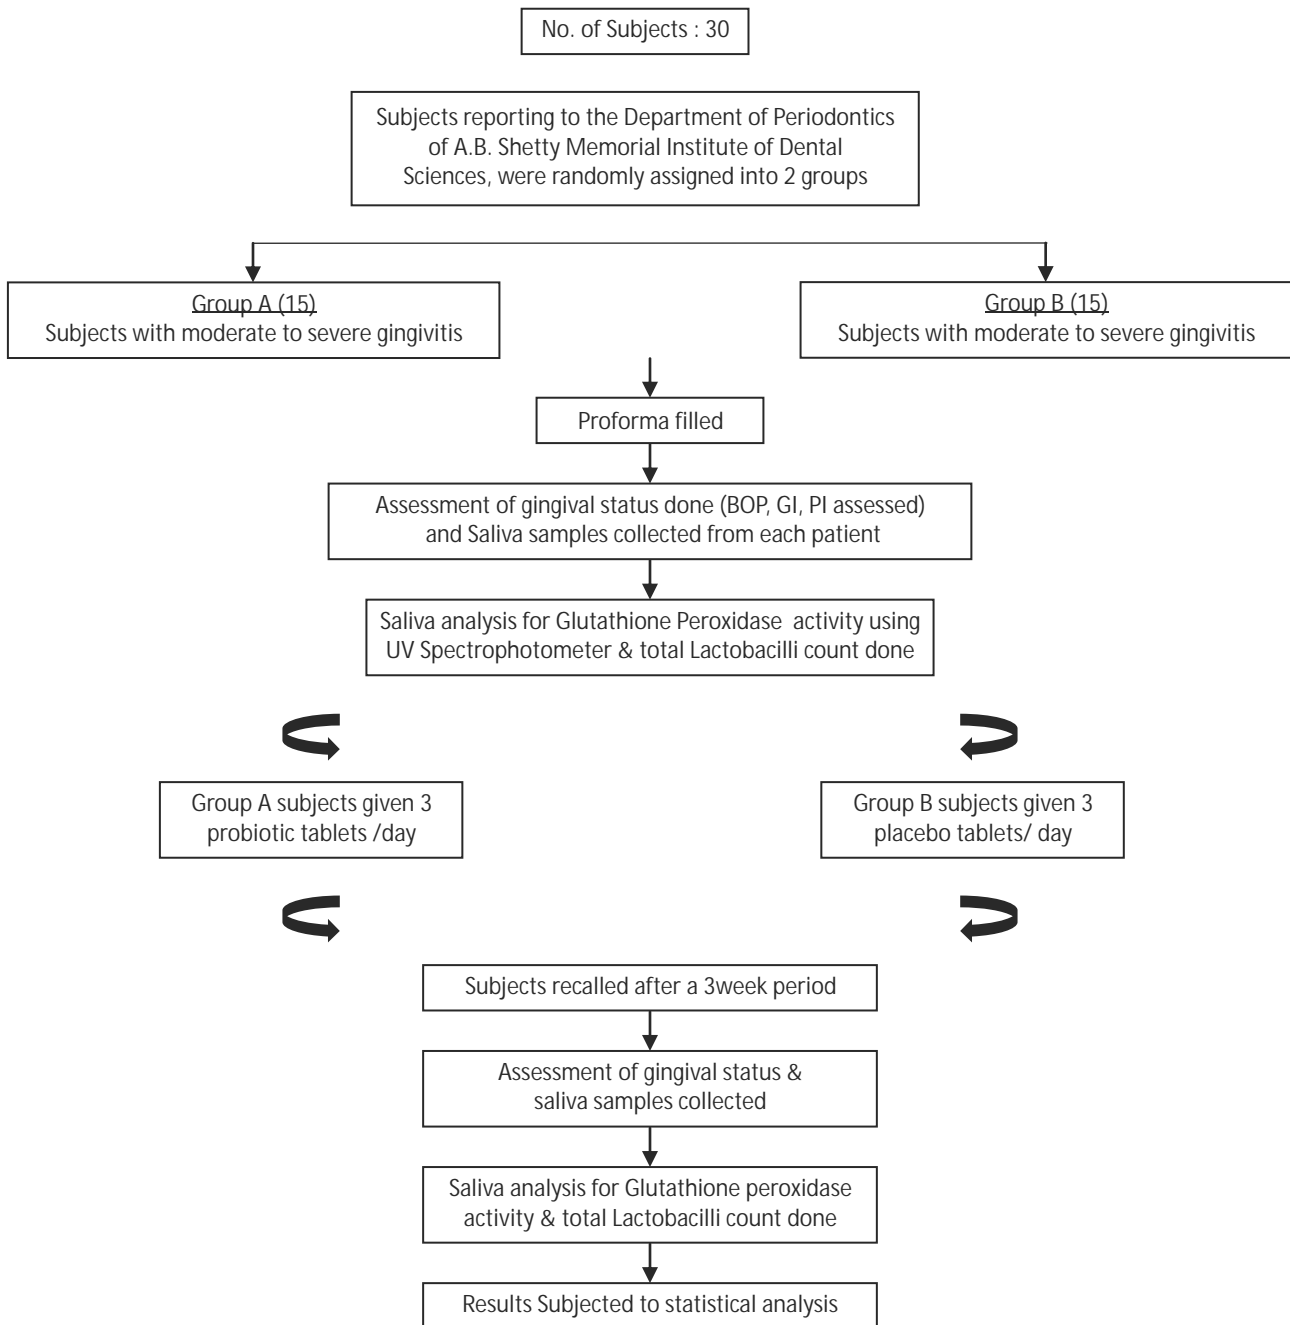 No. of Subjects : 30
Subjects reporting to the Department of Periodontics
of A.B. Shetty Memorial Institute of Dental
Sciences, were randomly assigned into 2 groups
Group A (15)
Subjects with moderate to severe gingivitis
Group B (15)
Subjects with moderate to severe gingivitis
Proforma filled
Assessment of gingival status done (BOP, GI, PI assessed)
and Saliva samples collected from each patient
Saliva analysis for Glutathione Peroxidase activity using
UV Spectrophotometer & total Lactobacilli count done
Group A subjects given 3
probiotic tablets /day
Group B subjects given 3
placebo tablets/ day
Subjects recalled after a 3week period
Assessment of gingival status &
saliva samples collected
Saliva analysis for Glutathione peroxidase
activity & total Lactobacilli count done
Results Subjected to statistical analysis